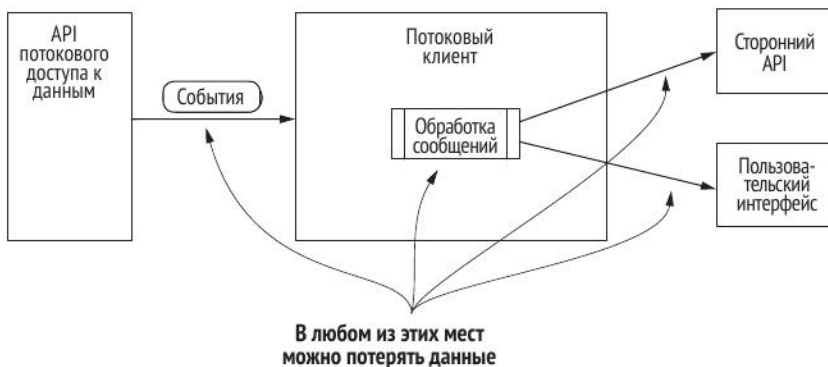 API
потокового
доступа к
данным
События
Потоковый
клиент
Обработка
сообщений
Сторонний
API
Пользова-
тельский
интерфейс
В любом из этих мест
можно потерять данные